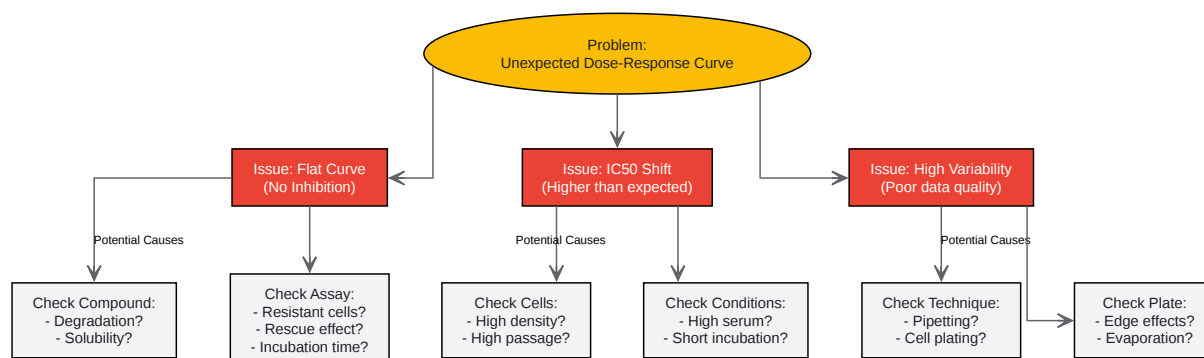 Problem:
Unexpected Dose-Response Curve
Issue: Flat Curve
(No Inhibition)
Issue: IC50 Shift
(Higher than expected)
Issue: High Variability
(Poor data quality)
Potential Causes
Potential Causes
Potential Causes
Check Compound:
- Degradation?
- Solubility?
Check Assay:
- Resistant cells?
- Rescue effect?
- Incubation time?
Check Cells:
- High density?
- High passage?
Check Conditions:
- High serum?
- Short incubation?
Check Technique:
- Pipetting?
- Cell plating?
Check Plate:
- Edge effects?
- Evaporation?